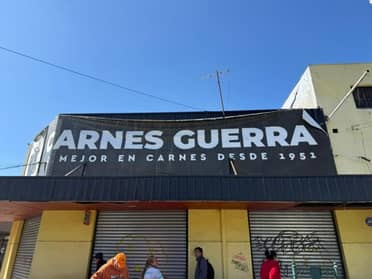 ARNES GUERRA
MEJOR EN CARNES DESDE 1951